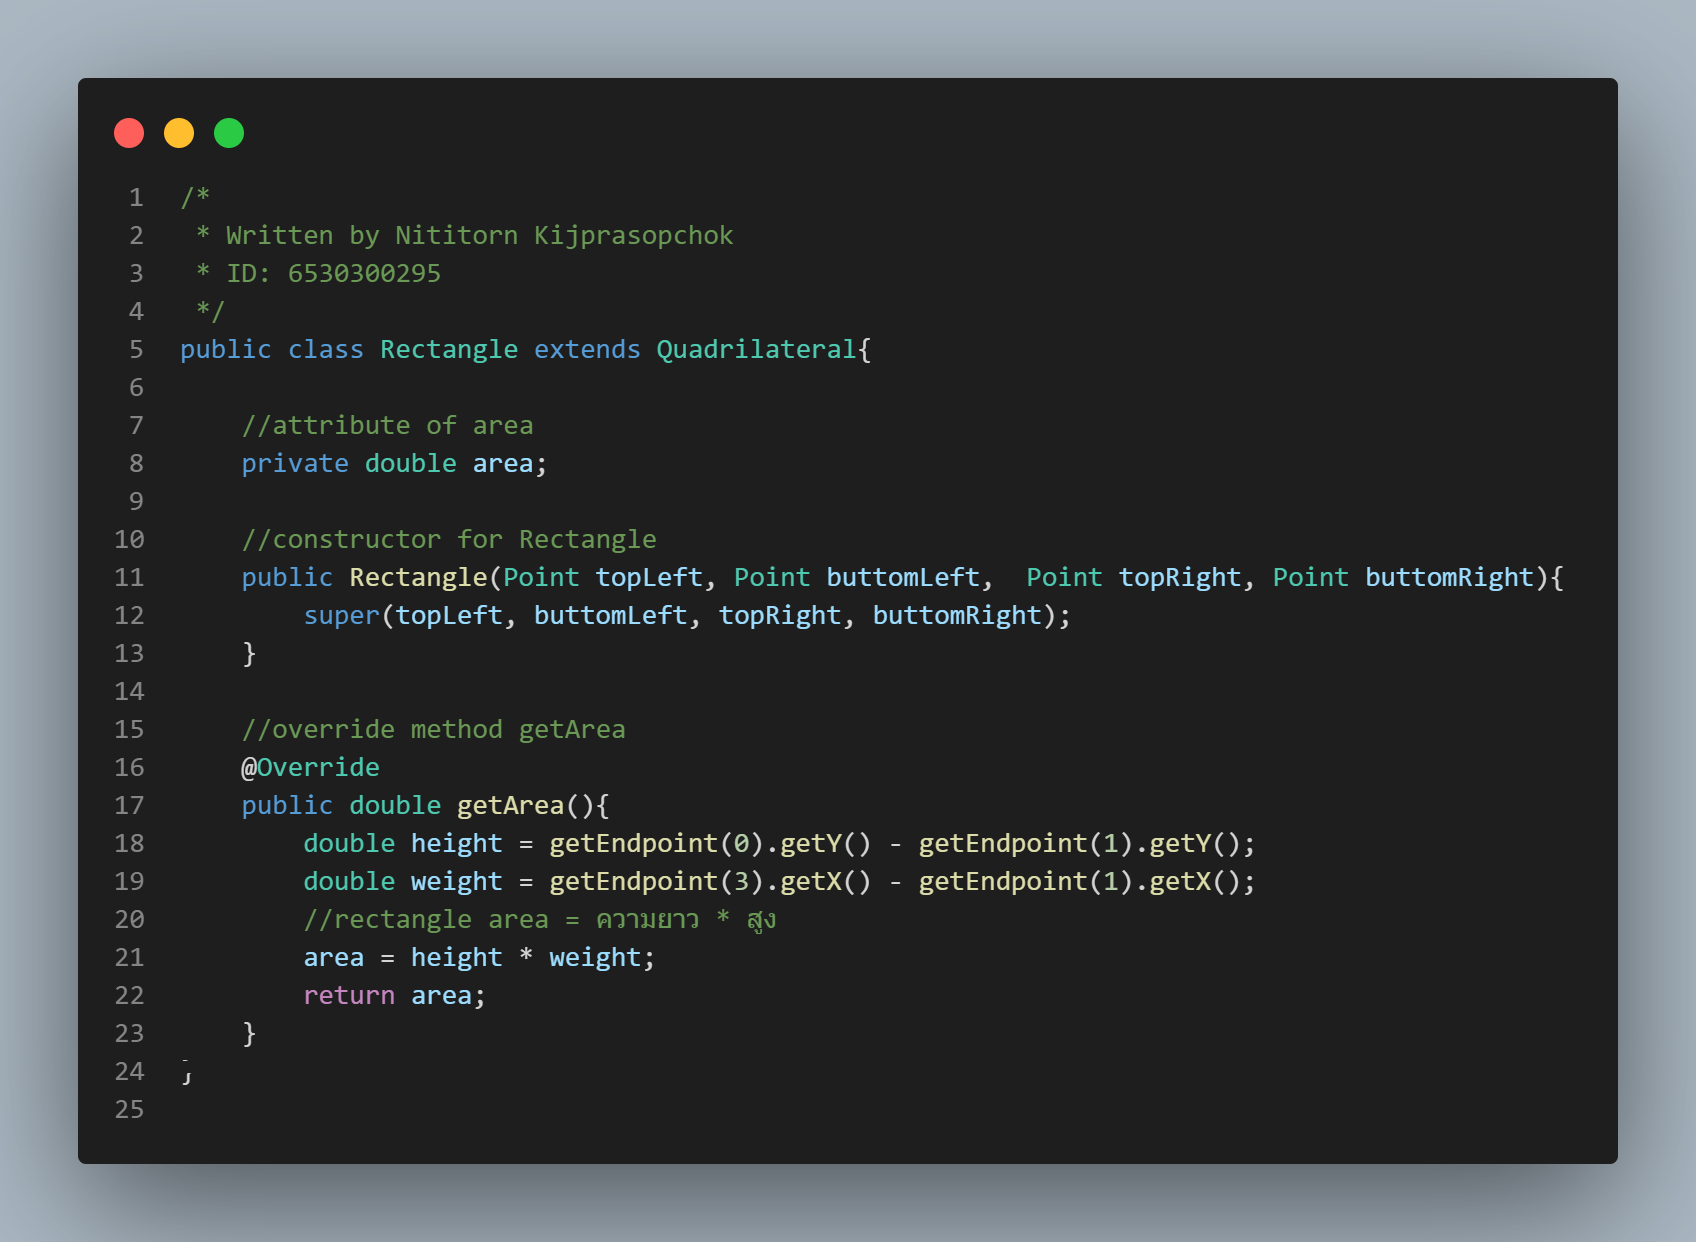 1 /*
2  * Written by Nititorn Kijprasopchok
3  * ID: 6530300295
4  */
5 public class Rectangle extends Quadrilateral{
6
7     //attribute of area
8     private double area;
9
10     //constructor for Rectangle
11     public Rectangle(Point topLeft, Point buttomLeft,  Point topRight, Point buttomRight){
12         super(topLeft, buttomLeft, topRight, buttomRight);
13     }
14
15     //override method getArea
16     @Override
17     public double getArea(){
18         double height = getEndpoint(0).getY() - getEndpoint(1).getY();
19         double weight = getEndpoint(3).getX() - getEndpoint(1).getX();
20         //rectangle area = ความยาว * สูง
21         area = height * weight;
22         return area;
23     }
24 }
25